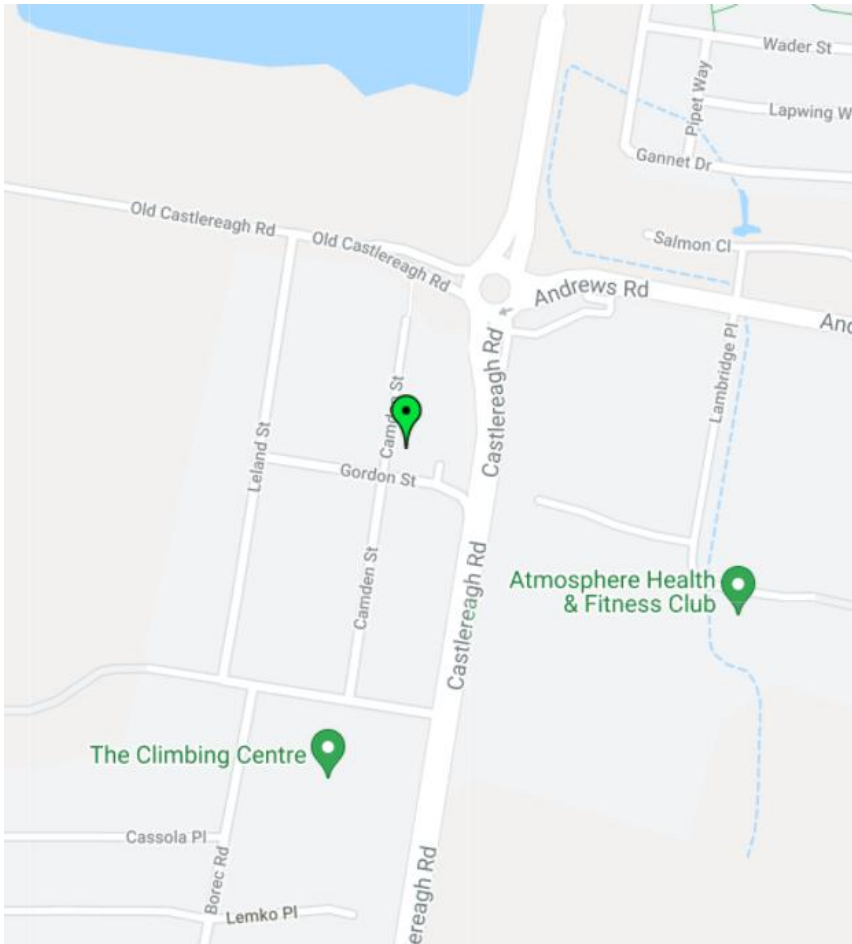 Wader St
Pipet Way
Lapwing W
Gannet Dr
Old Castlereagh Rd
Old Castlereagh Rd
Salmon Cl
Andrews Rd
And
Castlereagh Rd
Lambridge Pl
Camden St
Leland St
Gordon St
Camden St
Castlereagh Rd
Atmosphere Health
& Fitness Club
The Climbing Centre
Cassola Pl
Borec Rd
Lemko Pl
ereagh Rd